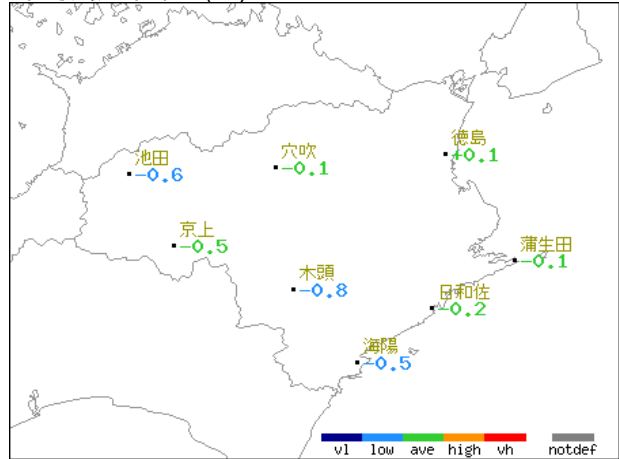 徳島
+0.1
池田
-0.6
穴吹
-0.1
京上
-0.5
蒲生田
-0.1
木頭
-0.8
日和佐
-0.2
海陽
-0.5
vl low ave high vh notdef